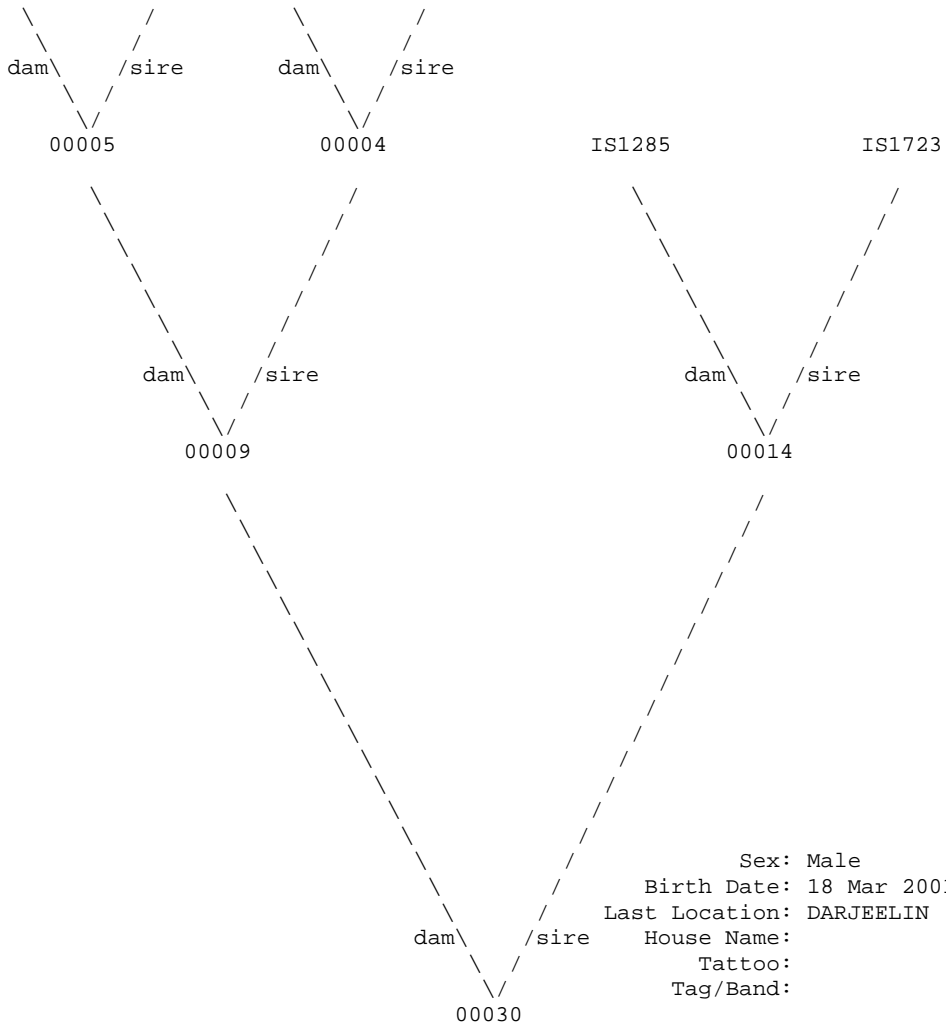 dam sire dam sire
00005 00004 IS1285 IS1723
dam sire dam sire
00009 00014
Sex: Male
Birth Date: 18 Mar
Last Location: DARJEELIN
dam sire House Name:
Tattoo:
Tag/Band:
00030